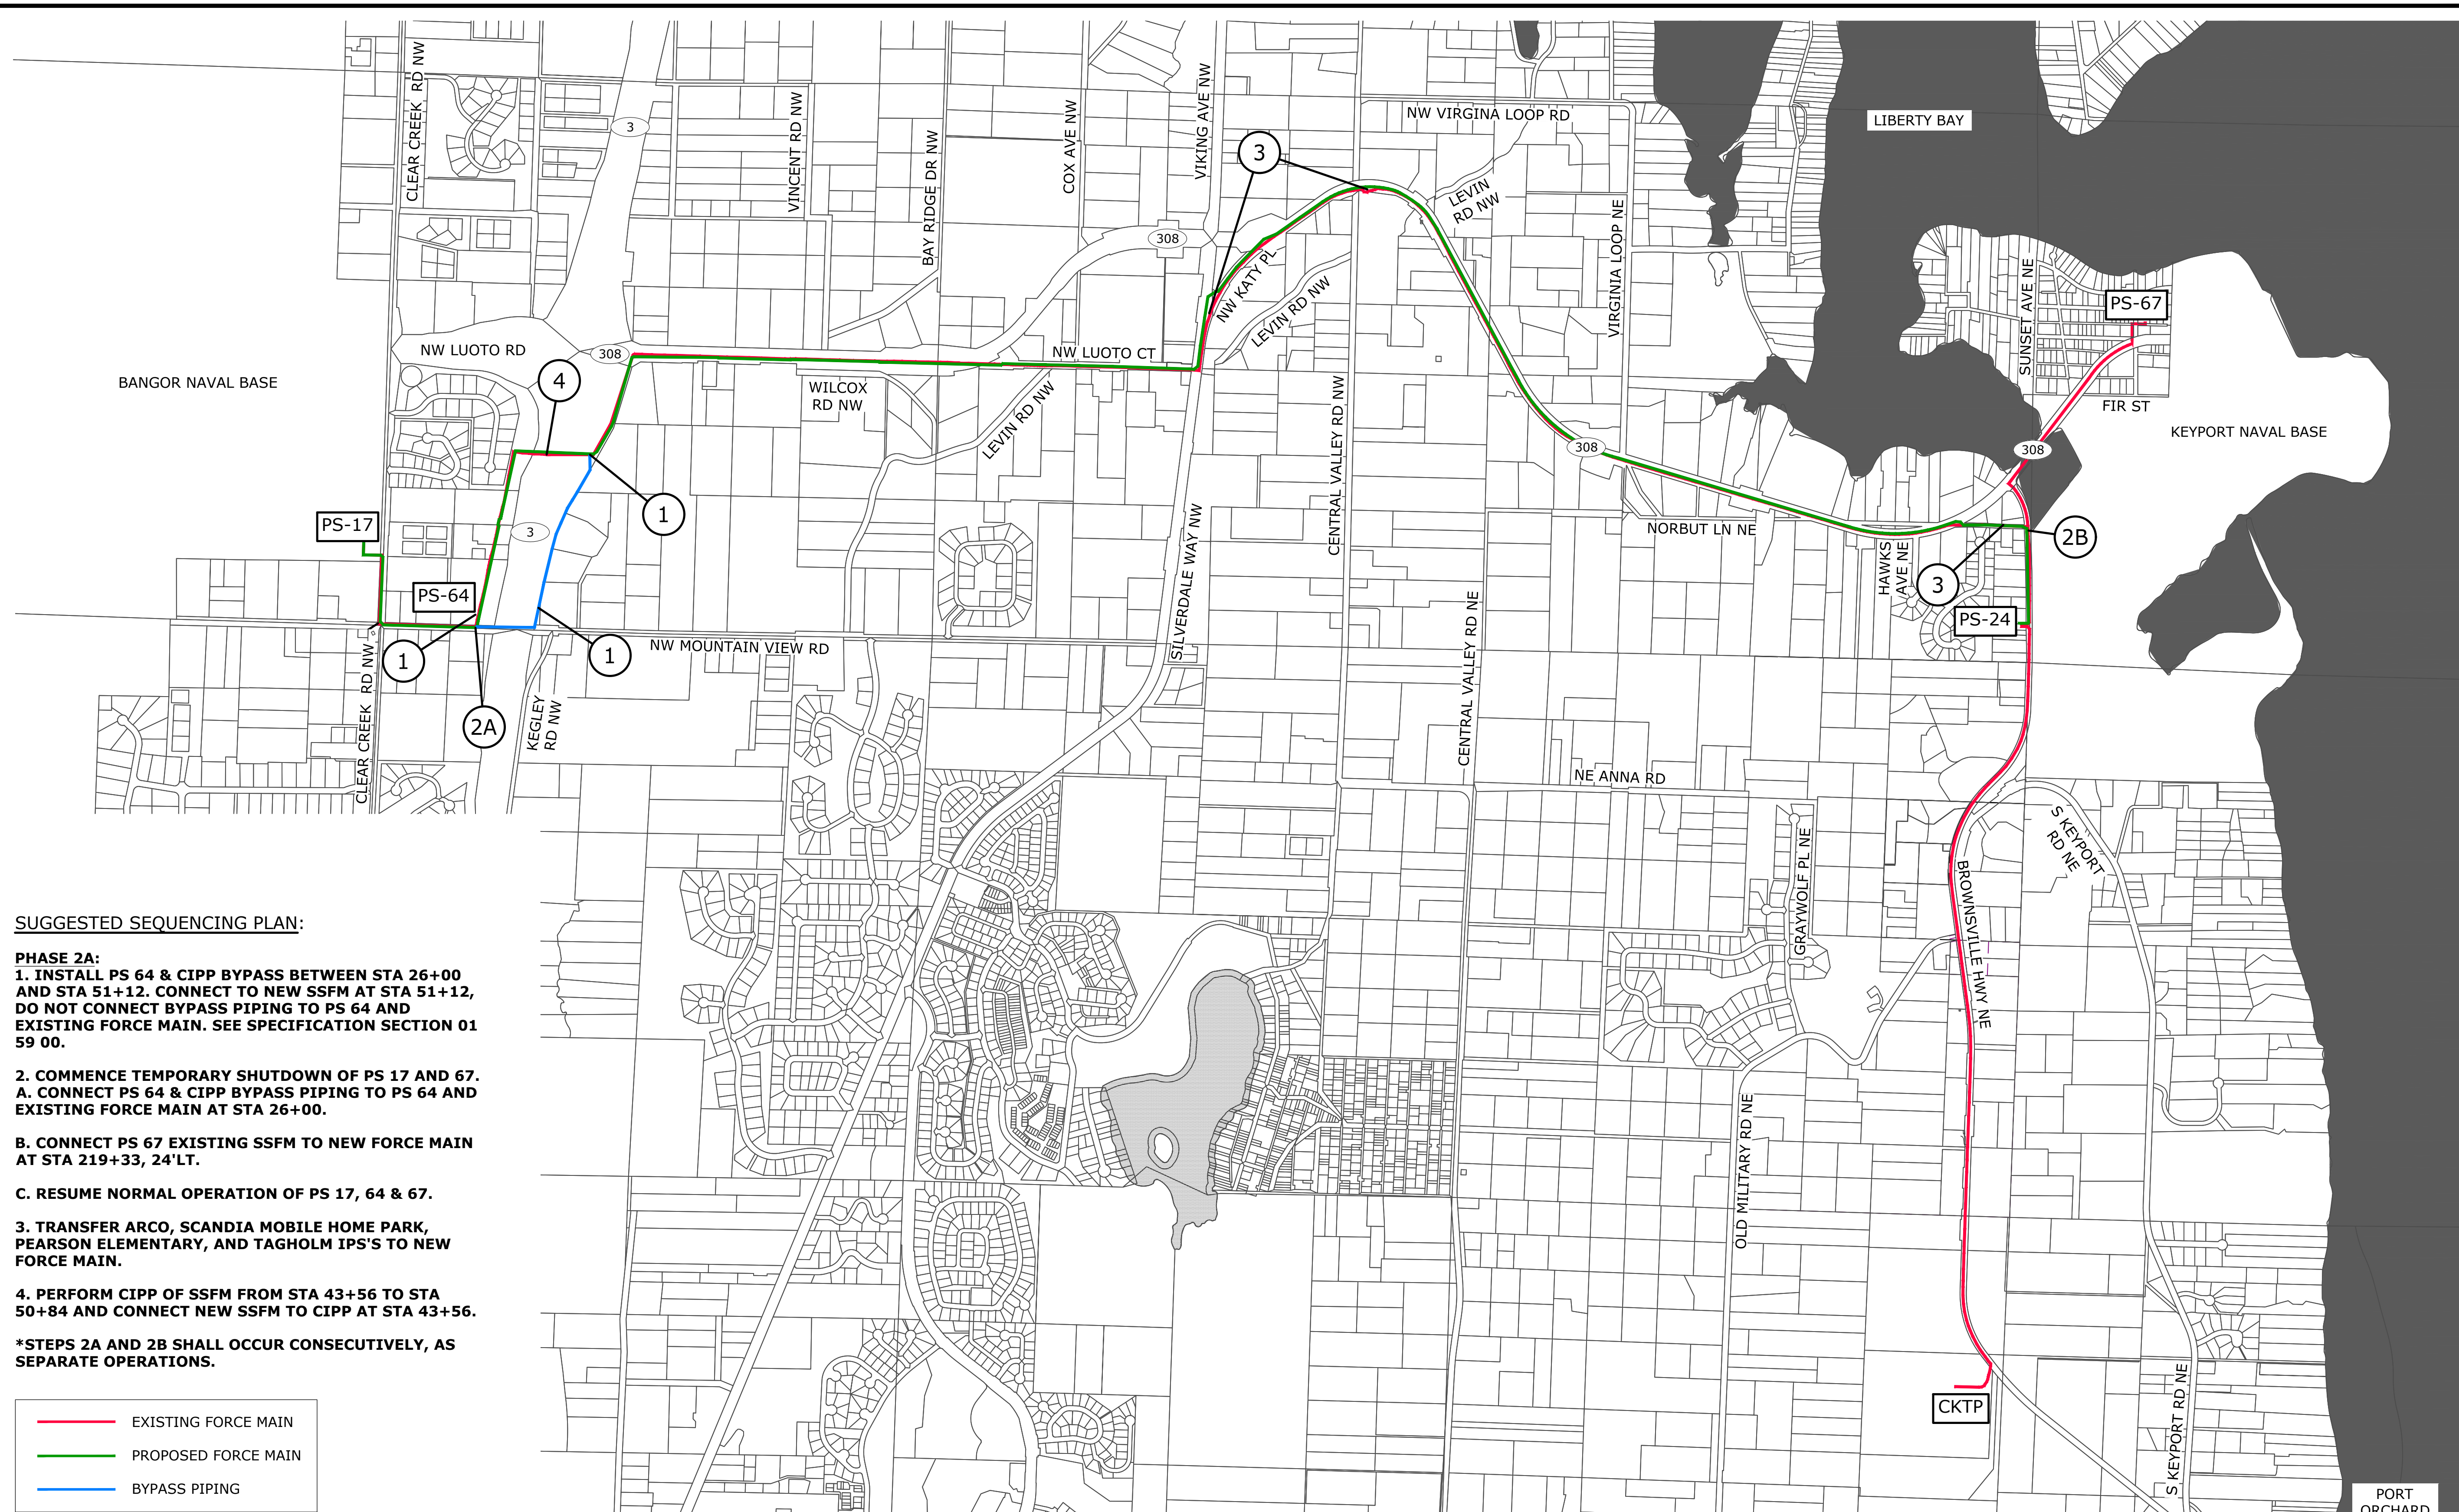 CLEAR CREEK RD NW
3
VINCENT RD NW
BAY RIDGE DR NW
COX AVE NW
VIKING AVE NW
3
NW VIRGINA LOOP RD
LIBERTY BAY
LEVIN
RD NW
VIRGINIA LOOP NE
308
NW KATY PL
LEVIN RD NW
SUNSET AVE NE
PS-67
FIR ST
KEYPORT NAVAL BASE
308
BANGOR NAVAL BASE
NW LUOTO RD
308
4
NW LUOTO CT
WILCOX
RD NW
LEVIN RD NW
CENTRAL VALLEY RD NW
308
NORBUT LN NE
HAWKS
AVE NE
2B
3
PS-24
PS-17
3
1
PS-64
1
1
2A
KEGLEY
RD NW
NW MOUNTAIN VIEW RD
SILVERDALE WAY NW
CENTRAL VALLEY RD NE
CLEAR CREEK RD NW
NE ANNA RD
GRAYWOLF PL NE
S KEYPORT
RD NE
BROWNSVILLE HWY NE
OLD MILITARY RD NE
CKTP
S KEYPORT RD NE
PORT
ORCHARD
SUGGESTED SEQUENCING PLAN:
PHASE 2A:
1. INSTALL PS 64 & CIPP BYPASS BETWEEN STA 26+00
AND STA 51+12. CONNECT TO NEW SSFM AT STA 51+12,
DO NOT CONNECT BYPASS PIPING TO PS 64 AND
EXISTING FORCE MAIN. SEE SPECIFICATION SECTION 01
59 00.
2. COMMENCE TEMPORARY SHUTDOWN OF PS 17 AND 67.
A. CONNECT PS 64 & CIPP BYPASS PIPING TO PS 64 AND
EXISTING FORCE MAIN AT STA 26+00.
B. CONNECT PS 67 EXISTING SSFM TO NEW FORCE MAIN
AT STA 219+33, 24'LT.
C. RESUME NORMAL OPERATION OF PS 17, 64 & 67.
3. TRANSFER ARCO, SCANDIA MOBILE HOME PARK,
PEARSON ELEMENTARY, AND TAGHOLM IPS'S TO NEW
FORCE MAIN.
4. PERFORM CIPP OF SSFM FROM STA 43+56 TO STA
50+84 AND CONNECT NEW SSFM TO CIPP AT STA 43+56.
*STEPS 2A AND 2B SHALL OCCUR CONSECUTIVELY, AS
SEPARATE OPERATIONS.
EXISTING FORCE MAIN
PROPOSED FORCE MAIN
BYPASS PIPING